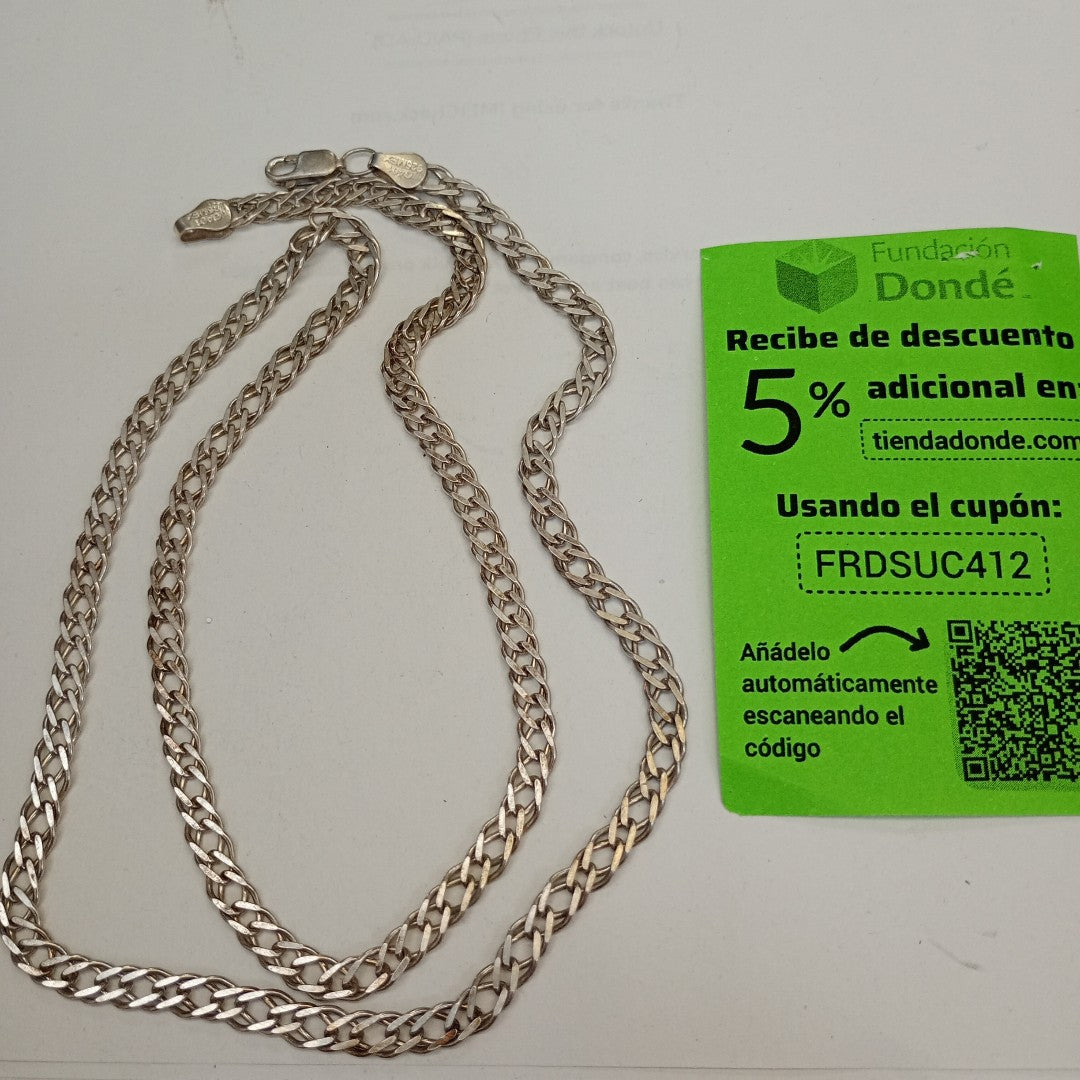 Fundación
Dondé
Recibe de descuento
5% adicional en:
tiendadonde.com
Usando el cupón:
FRDSUC412
Añádelo
automáticamente
escaneando el
código